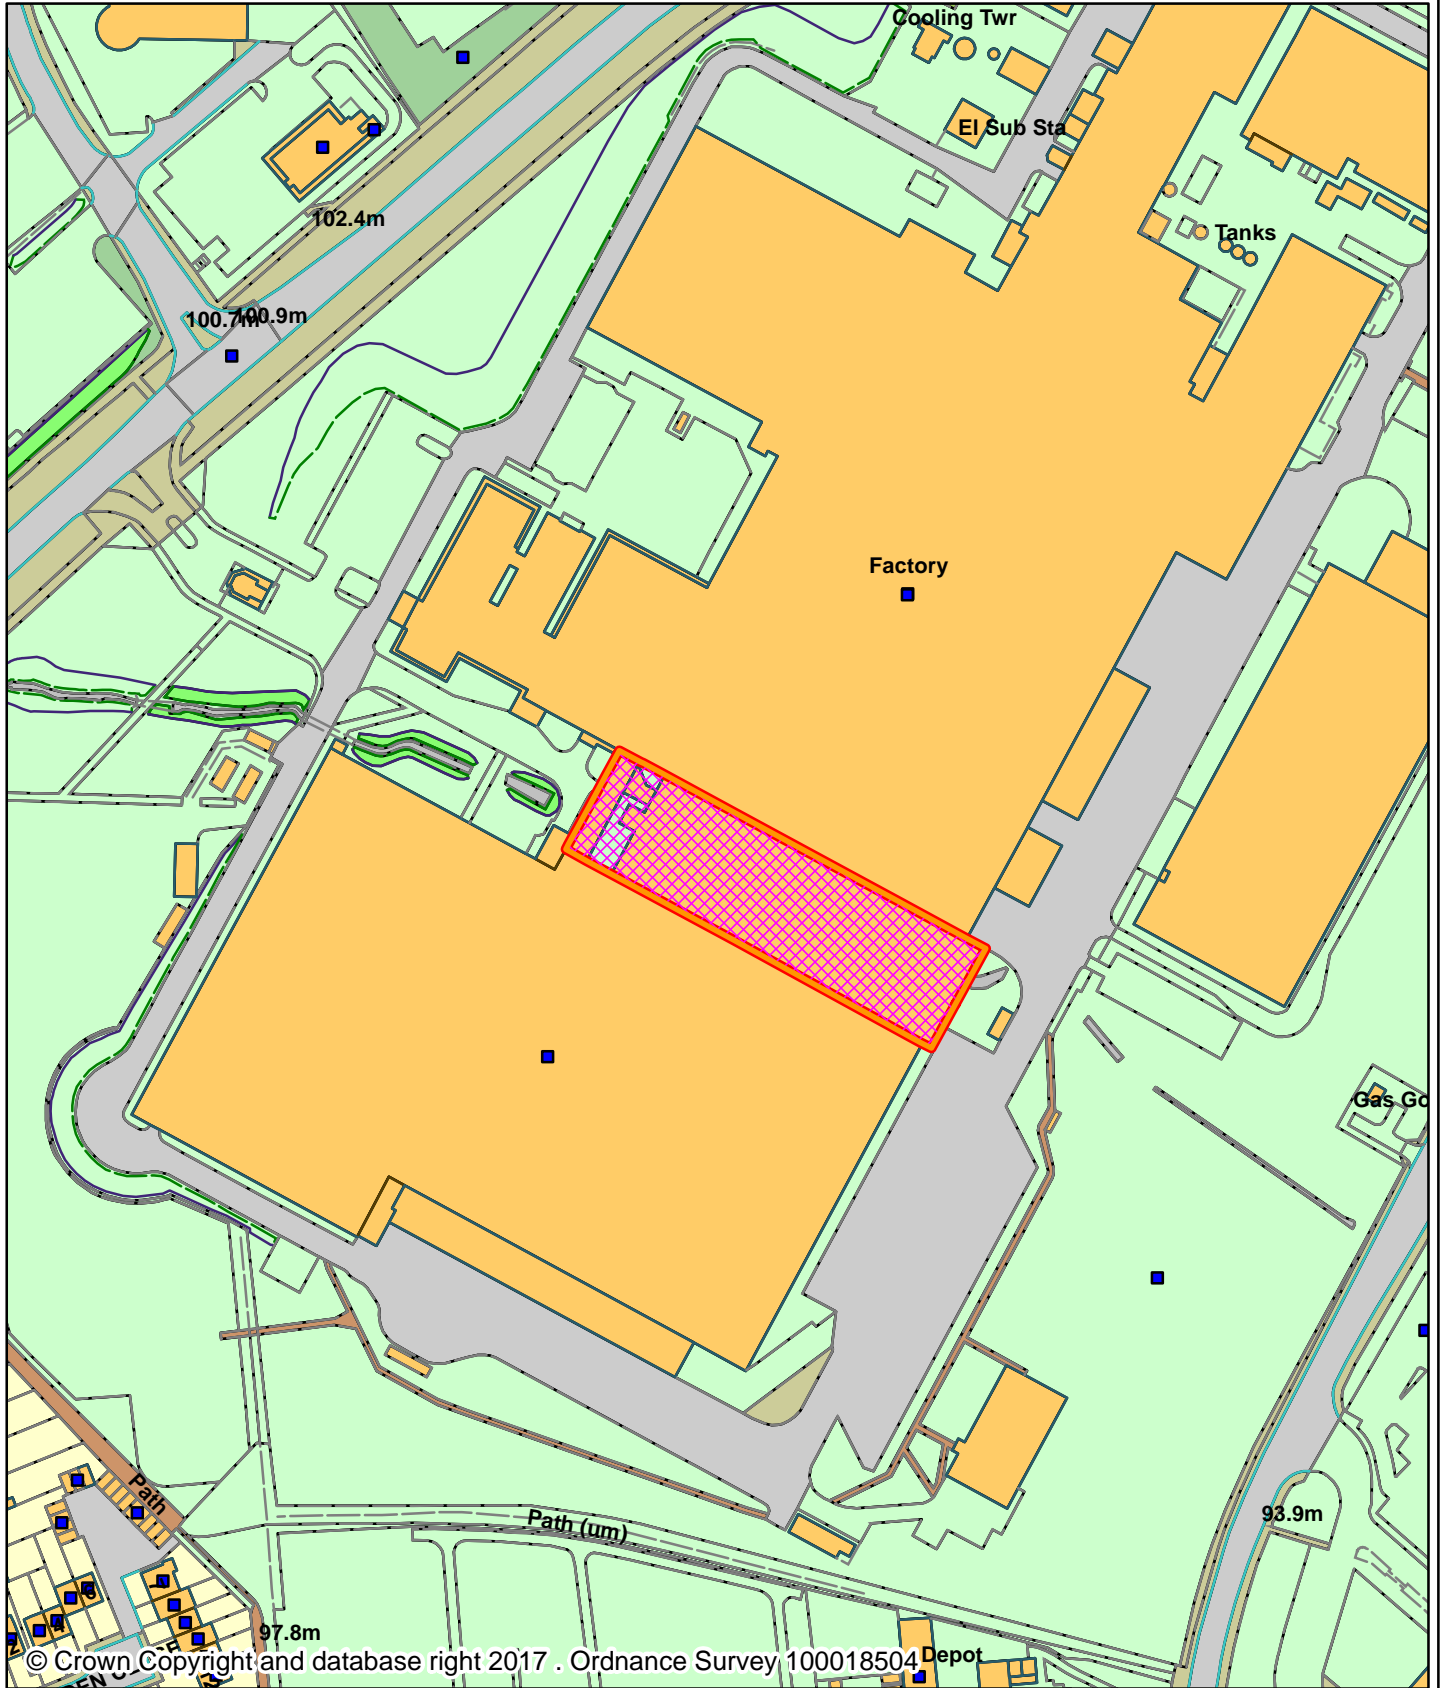 Cooling Twr
El Sub Sta
102.4m
Tanks
100.7m
100.9m
Factory
Gas Go
Path
Path (um)
93.9m
97.8m
© Crown Copyright and database right 2017 . Ordnance Survey 100018504
Depot